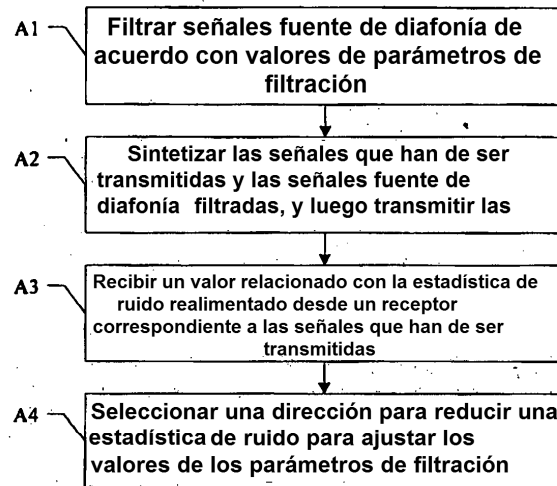 A1
Filtrar señales fuente de diafonía de
acuerdo con valores de parámetros de
filtración
A2
Sintetizar las señales que han de ser
transmitidas y las señales fuente de
diafonía filtradas, y luego transmitir las
A3
Recibir un valor relacionado con la estadística de
ruido realimentado desde un receptor
correspondiente a las señales que han de ser
transmitidas
A4
Seleccionar una dirección para reducir una
estadística de ruido para ajustar los
valores de los parámetros de filtración